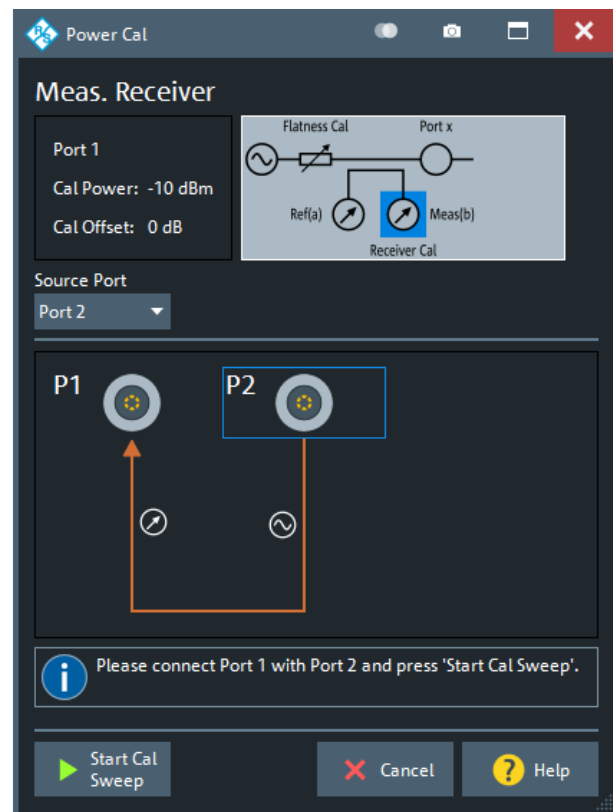 Power Cal
Meas. Receiver
Port 1
Cal Power: -10 dBm
Cal Offset: 0 dB
Flatness Cal
Port x
Ref(a)
Meas(b)
Receiver Cal
Source Port
Port 2
P1
P2
Please connect Port 1 with Port 2 and press 'Start Cal Sweep'.
Start Cal
Sweep
Cancel
Help